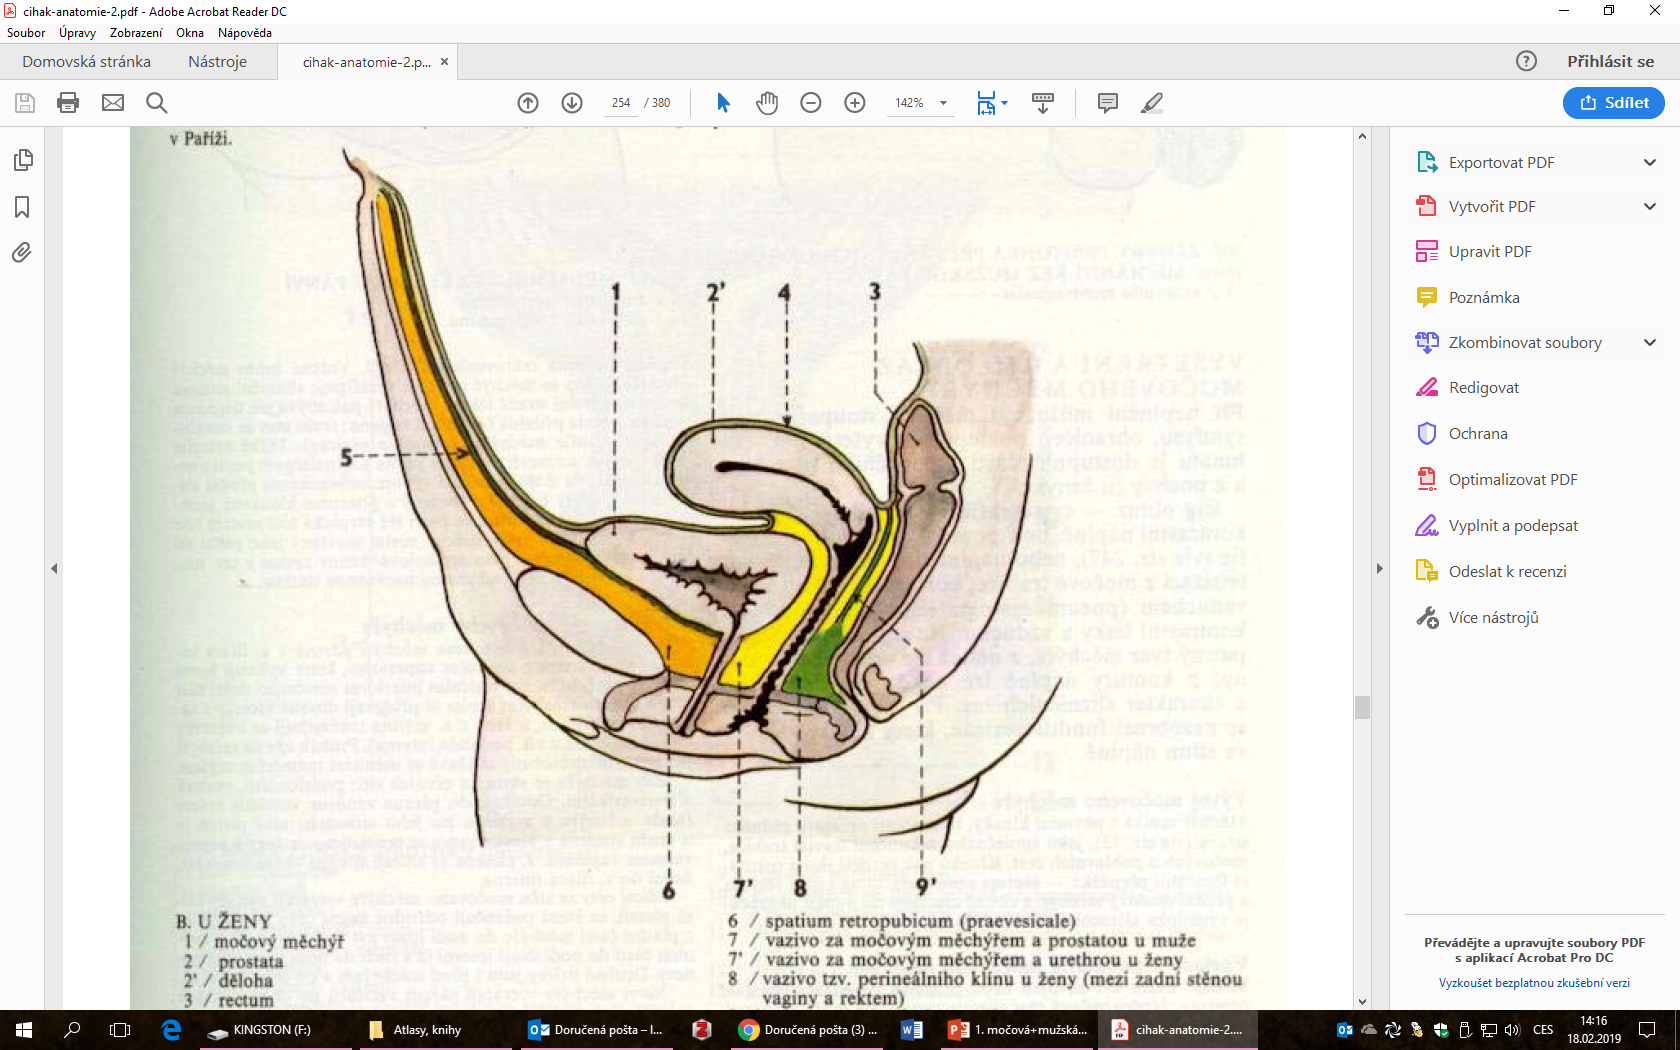 cihak-anatomie-2.pdf - Adobe Acrobat Reader DC
Soubor Úpravy Zobrazení Okna Nápověda
Domovská stránka Nástroje cihak-anatomie-2.p... × Přihlásit se
254 / 380 142% Sdílet
v Paříži.
1 2' 4 3
5
6 7' 8 9'
B. U ŽENY
1 / močový měchýř
2 / prostata
2' / děloha
3 / rectum
6 / spatium retropubicum (praevesicale)
7 / vazivo za močovým měchýřem a prostatou u muže
7' / vazivo za močovým měchýřem a urethrou u ženy
8 / vazivo tzv. perineálního klínu u ženy (mezi zadní stěnou
vaginy a rektem)
Exportovat PDF
Vytvořit PDF
Upravit PDF
Poznámka
Zkombinovat soubory
Redigovat
Ochrana
Optimalizovat PDF
Vyplnit a podepsat
Odeslat k recenzi
Více nástrojů
Převádějte a upravujte soubory PDF
s aplikací Acrobat Pro DC
Vyzkoušet bezplatnou zkušební verzi
KINGSTON (F:) Atlasy, knihy Doručená pošta – I... Doručená pošta (3) ... 1. močová+mužská... cihak-anatomie-2.... CES 14:16
18.02.2019